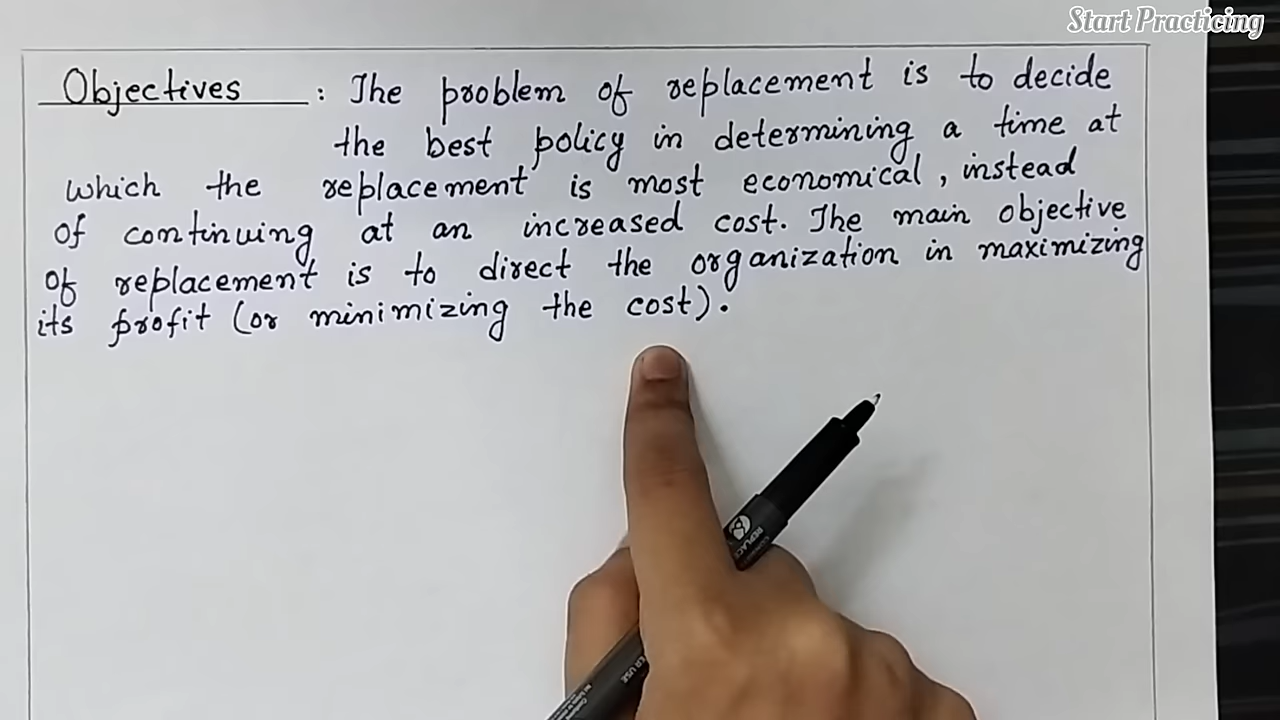 Start Practicing
Objectives : The problem of replacement is to decide
the best policy in determining a time at
which the replacement is most economical, instead
of continuing at an increased cost. The main objective
of replacement is to direct the organization in maximizing
its profit (or minimizing the cost).